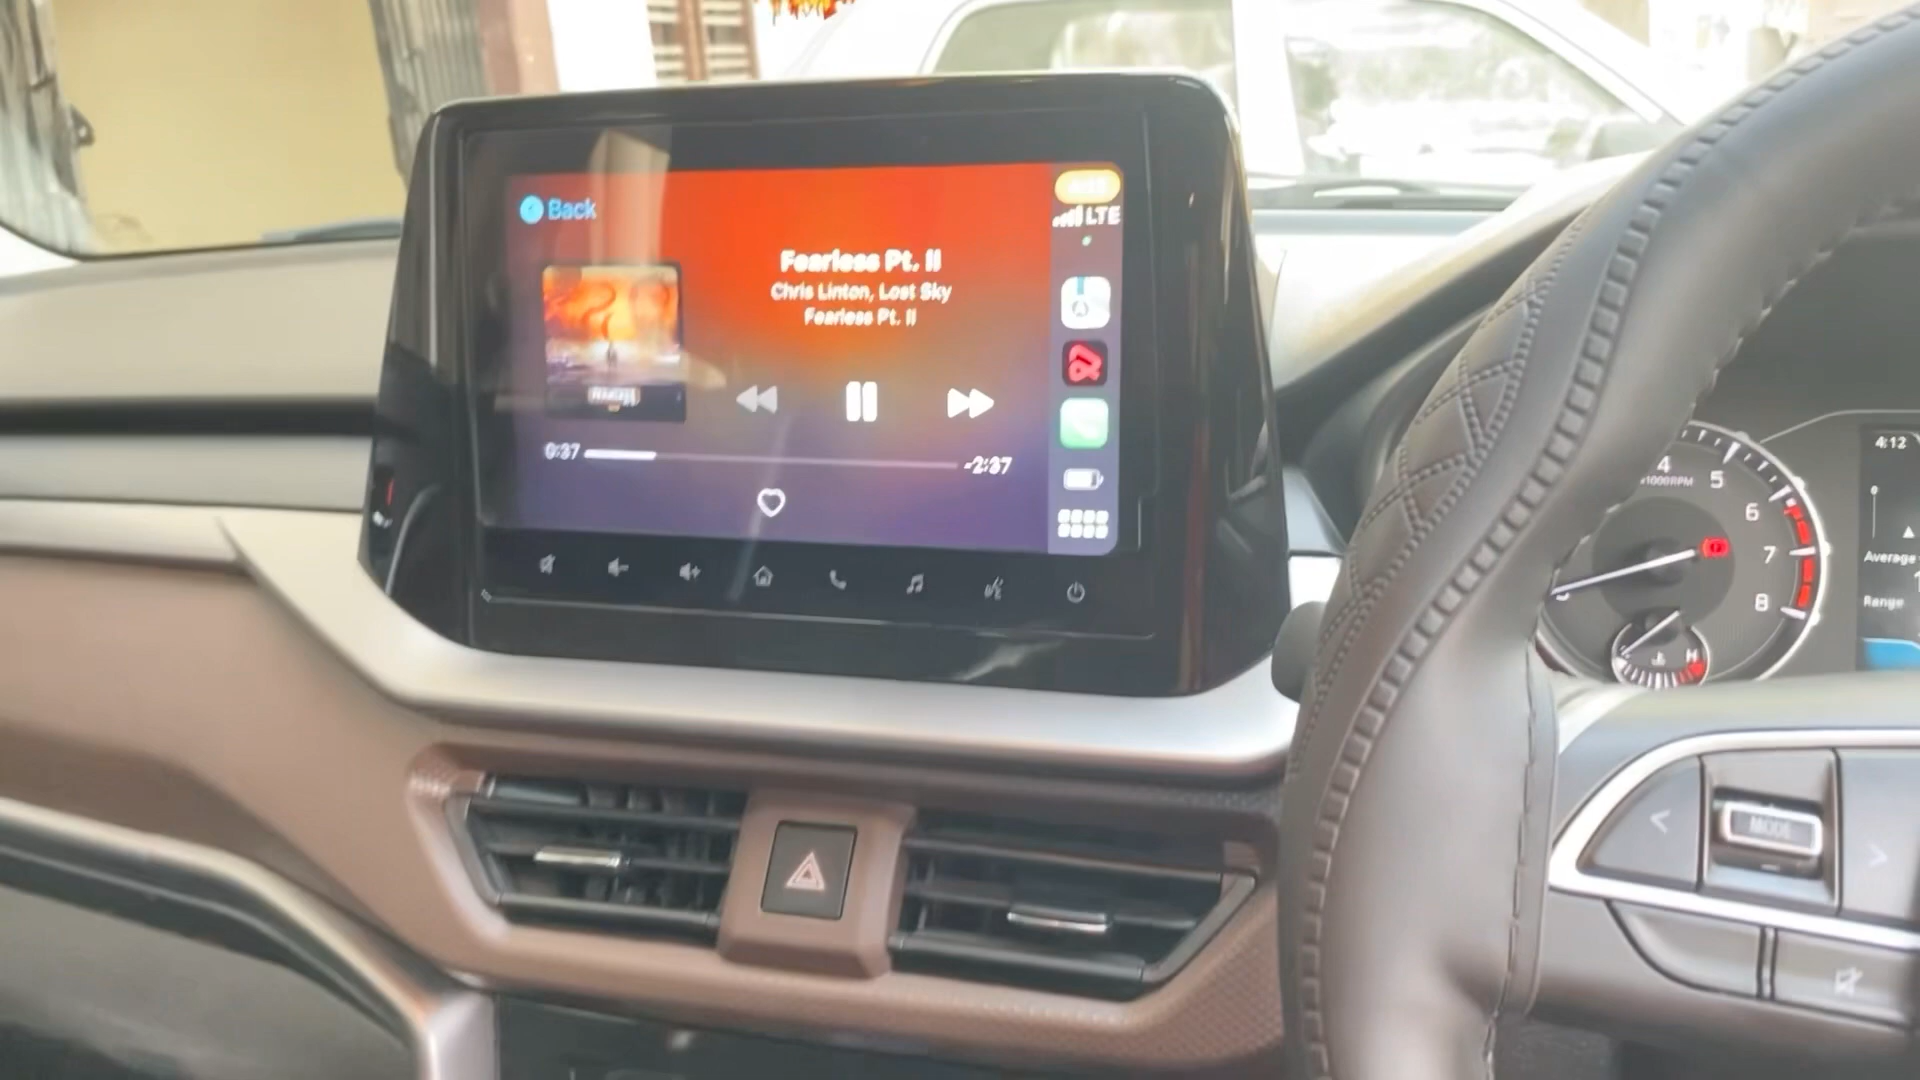 Back
LTE
Fearless Pt. II
Chris Linton, Lost Sky
Fearless Pt. II
0:37
-2:37
4
x1000RPM
5
6
7
8
H
4:12
Average
Range
MODE